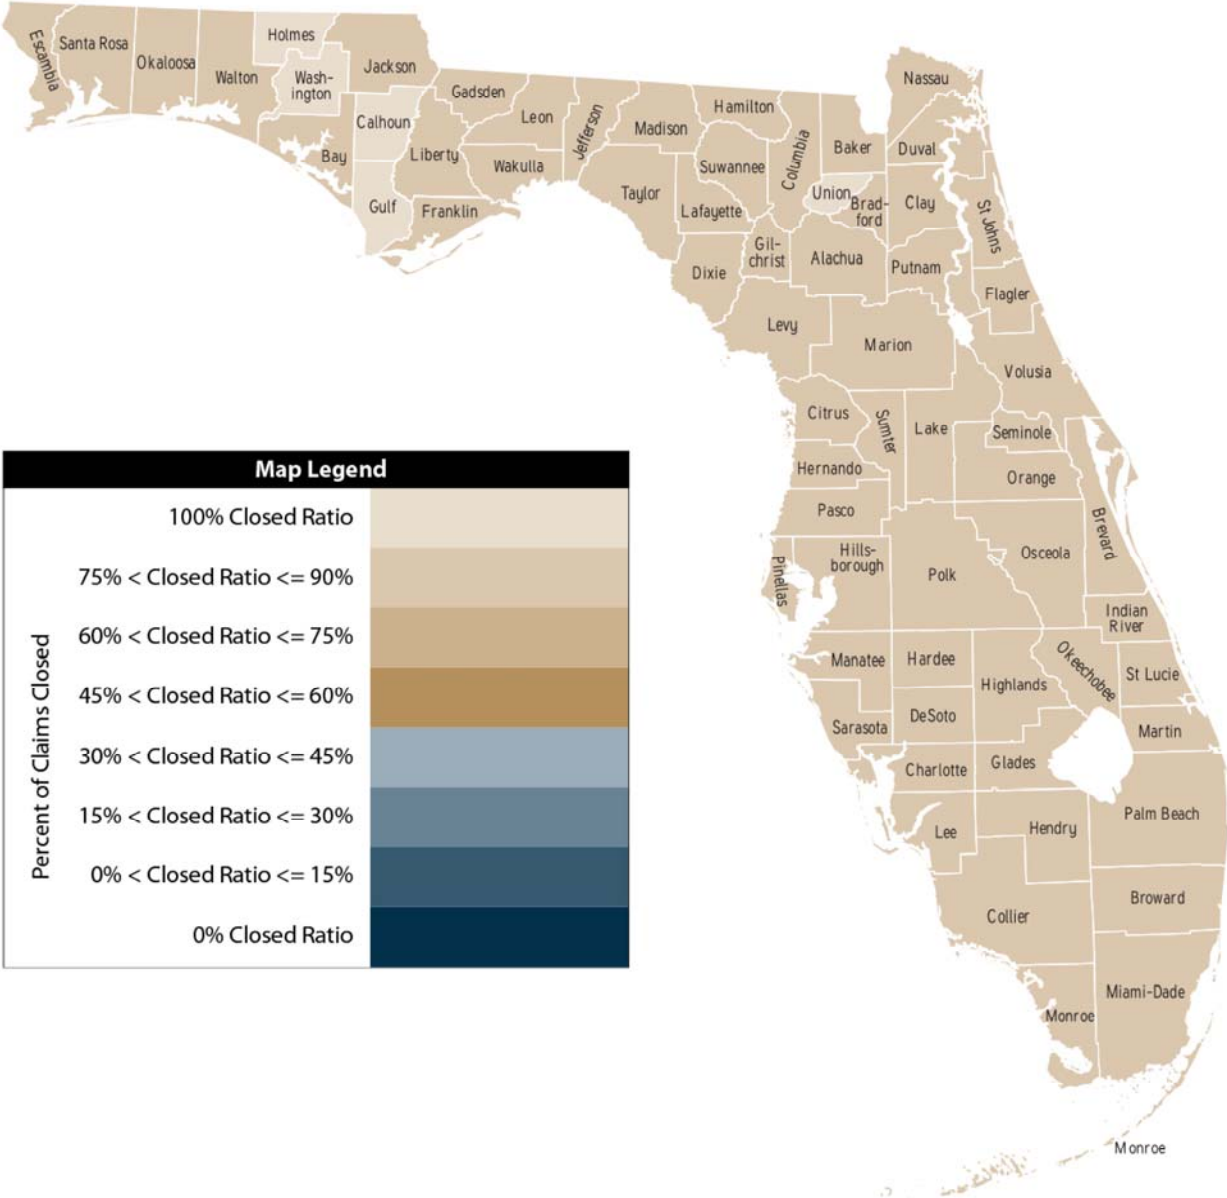 Escambia
Santa Rosa
Okaloosa
Walton
Holmes
Wash-
ington
Jackson
Bay
Calhoun
Gulf
Liberty
Gadsden
Franklin
Leon
Wakulla
Jefferson
Madison
Taylor
Hamilton
Suwannee
Lafayette
Dixie
Columbia
Gil-
christ
Baker
Union
Brad-
ford
Alachua
Levy
Nassau
Duval
Clay
Putnam
St Johns
Flagler
Marion
Volusia
Citrus
Sumter
Lake
Seminole
Hernando
Orange
Pasco
Brevard
Pinellas
Hills-
borough
Polk
Osceola
Indian
River
Manatee
Hardee
Highlands
Okeechobee
St Lucie
Sarasota
DeSoto
Martin
Charlotte
Glades
Lee
Hendry
Palm Beach
Collier
Broward
Monroe
Miami-Dade
Monroe
Map Legend
Percent of Claims Closed
100% Closed Ratio
75% < Closed Ratio <= 90%
60% < Closed Ratio <= 75%
45% < Closed Ratio <= 60%
30% < Closed Ratio <= 45%
15% < Closed Ratio <= 30%
0% < Closed Ratio <= 15%
0% Closed Ratio